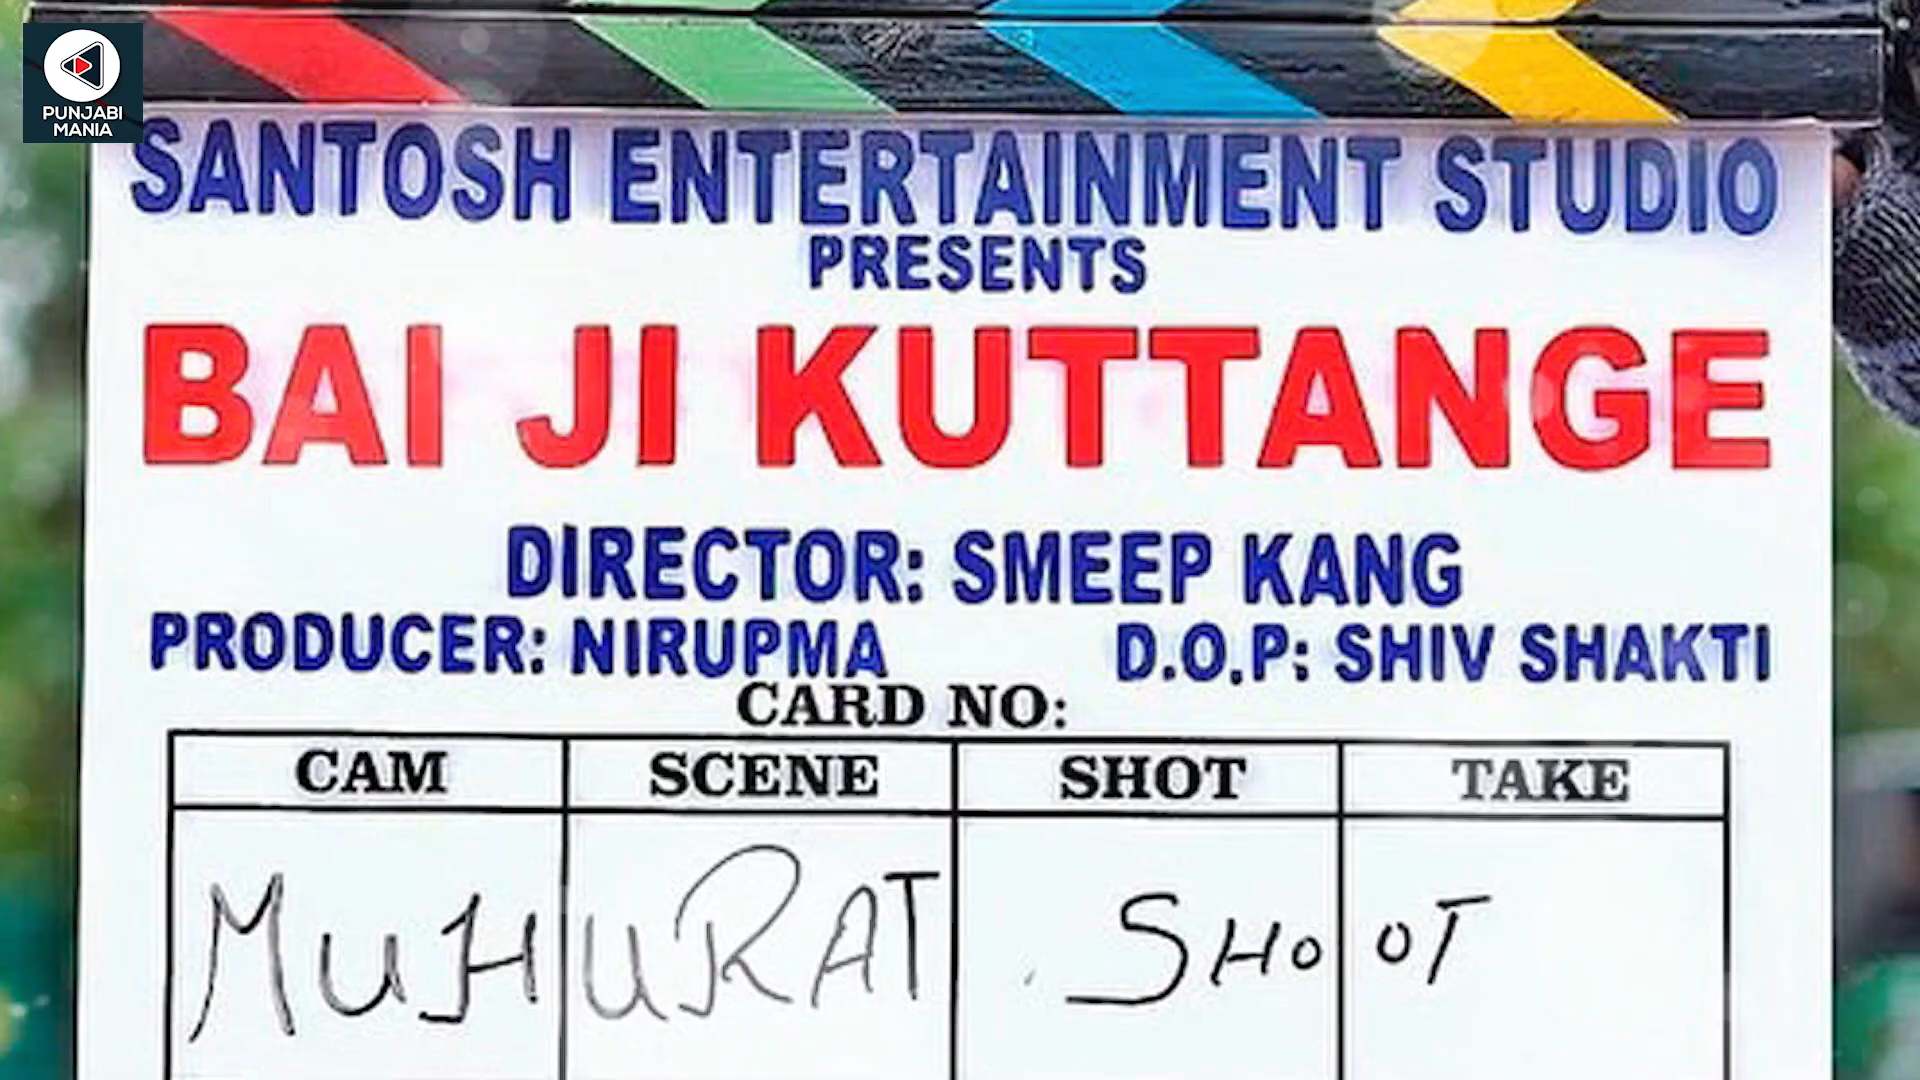 PUNJABI
MANIA
SANTOSH ENTERTAINMENT STUDIO
PRESENTS
BAI JI KUTTANGE
DIRECTOR: SMEEP KANG
PRODUCER: NIRUPMA D.O.P: SHIV SHAKTI
CARD NO:
CAM SCENE SHOT TAKE
MUHURAT SHOOT